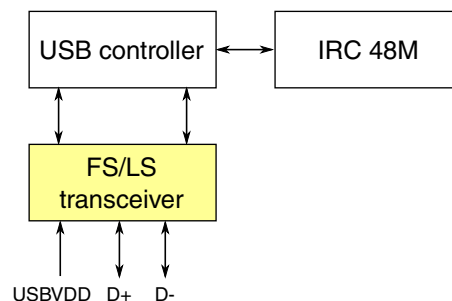 USB controller
IRC 48M
FS/LS
transceiver
USBVDD D+ D-